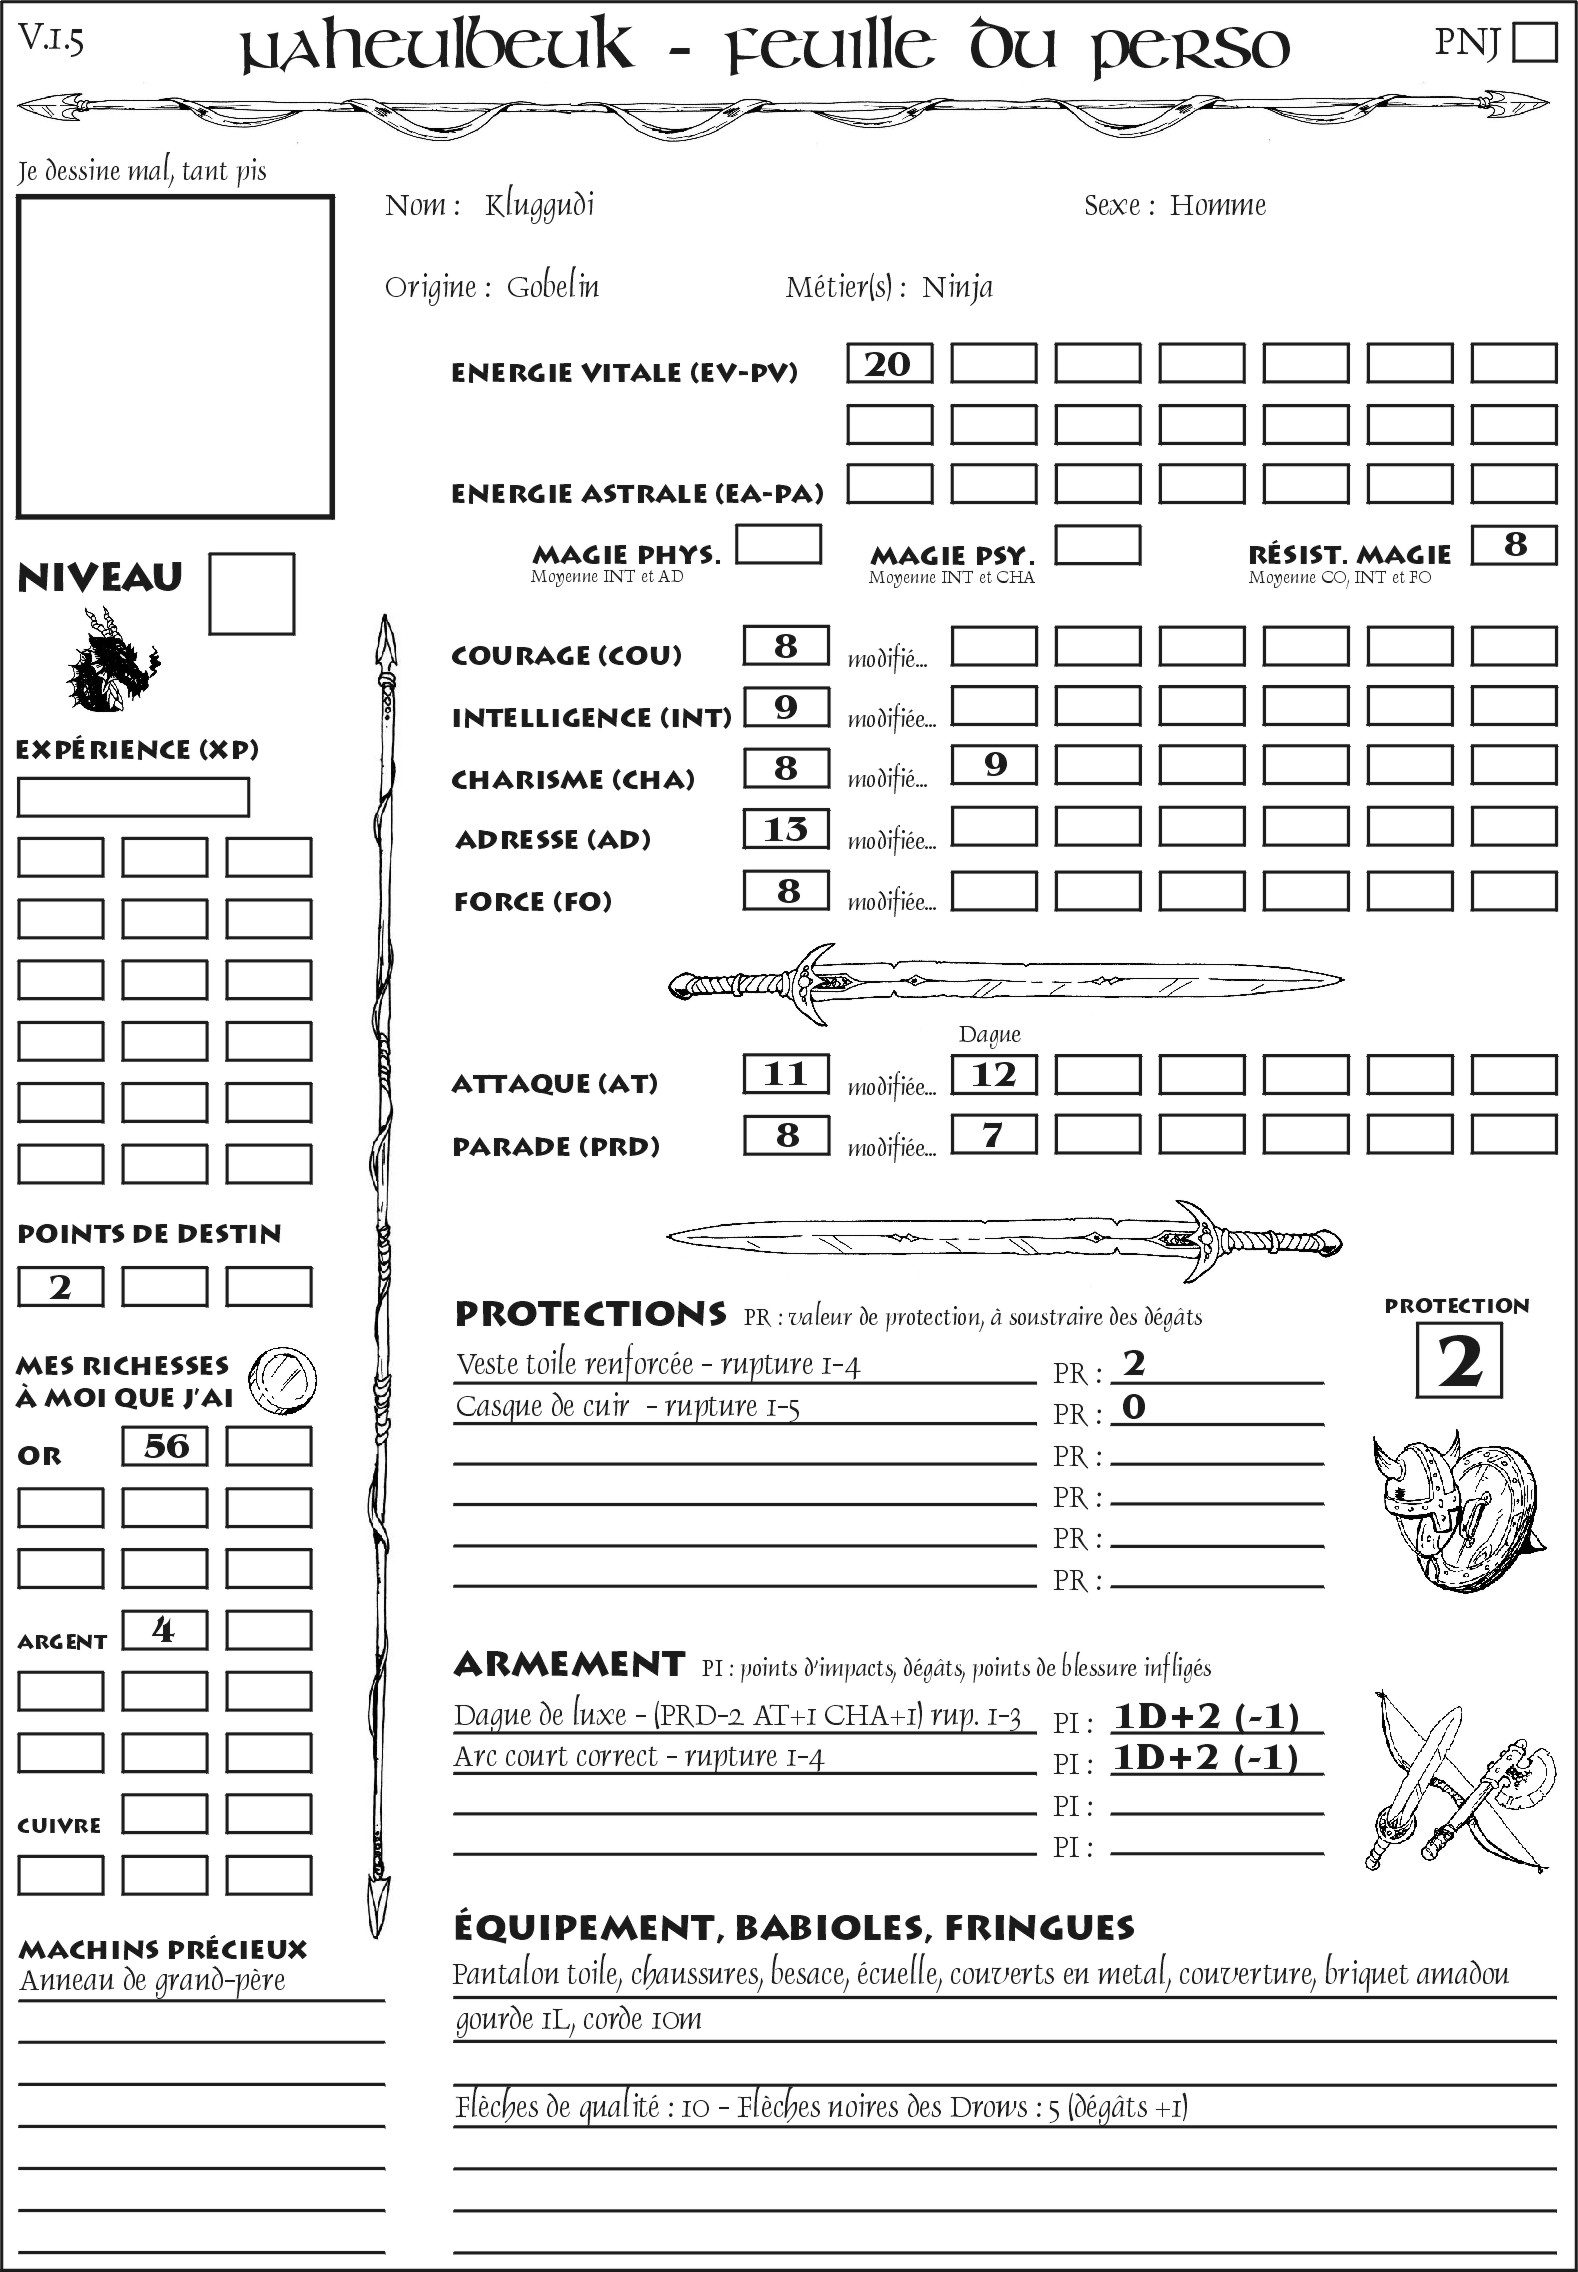 V.1.5
Naheulbeuk - Feuille du perso
PNJ
Je dessine mal, tant pis
Nom : Kluggudi
Sexe : Homme
Origine : Gobelin
Métier(s) : Ninja
ENERGIE VITALE (EV-PV) 20
ENERGIE ASTRALE (EA-PA)
MAGIE PHYS.
Moyenne INT et AD
MAGIE PSY.
Moyenne INT et CHA
RÉSIST. MAGIE 8
Moyenne CO, INT et FO
NIVEAU
COURAGE (COU) 8 modifié...
INTELLIGENCE (INT) 9 modifiée...
CHARISME (CHA) 8 modifié... 9
ADRESSE (AD) 13 modifiée...
FORCE (FO) 8 modifiée...
EXPÉRIENCE (XP)
Dague
ATTAQUE (AT) 11 modifiée... 12
PARADE (PRD) 8 modifiée... 7
POINTS DE DESTIN
2
MES RICHESSES
À MOI QUE J'AI
OR 56
ARGENT 4
CUIVRE
MACHINS PRÉCIEUX
Anneau de grand-père
PROTECTIONS PR : valeur de protection, à soustraire des dégâts
Veste toile renforcée - rupture 1-4 PR : 2
Casque de cuir - rupture 1-5 PR : 0
PR :
PR :
PR :
PR :
PROTECTION
2
ARMEMENT PI : points d'impacts, dégâts, points de blessure infligés
Dague de luxe - (PRD-2 AT+1 CHA+1) rup. 1-3 PI : 1D+2 (-1)
Arc court correct - rupture 1-4 PI : 1D+2 (-1)
PI :
PI :
ÉQUIPEMENT, BABIOLES, FRINGUES
Pantalon toile, chaussures, besace, écuelle, couverts en metal, couverture, briquet amadou
gourde 1L, corde 10m
Flèches de qualité : 10 - Flèches noires des Drows : 5 (dégâts +1)